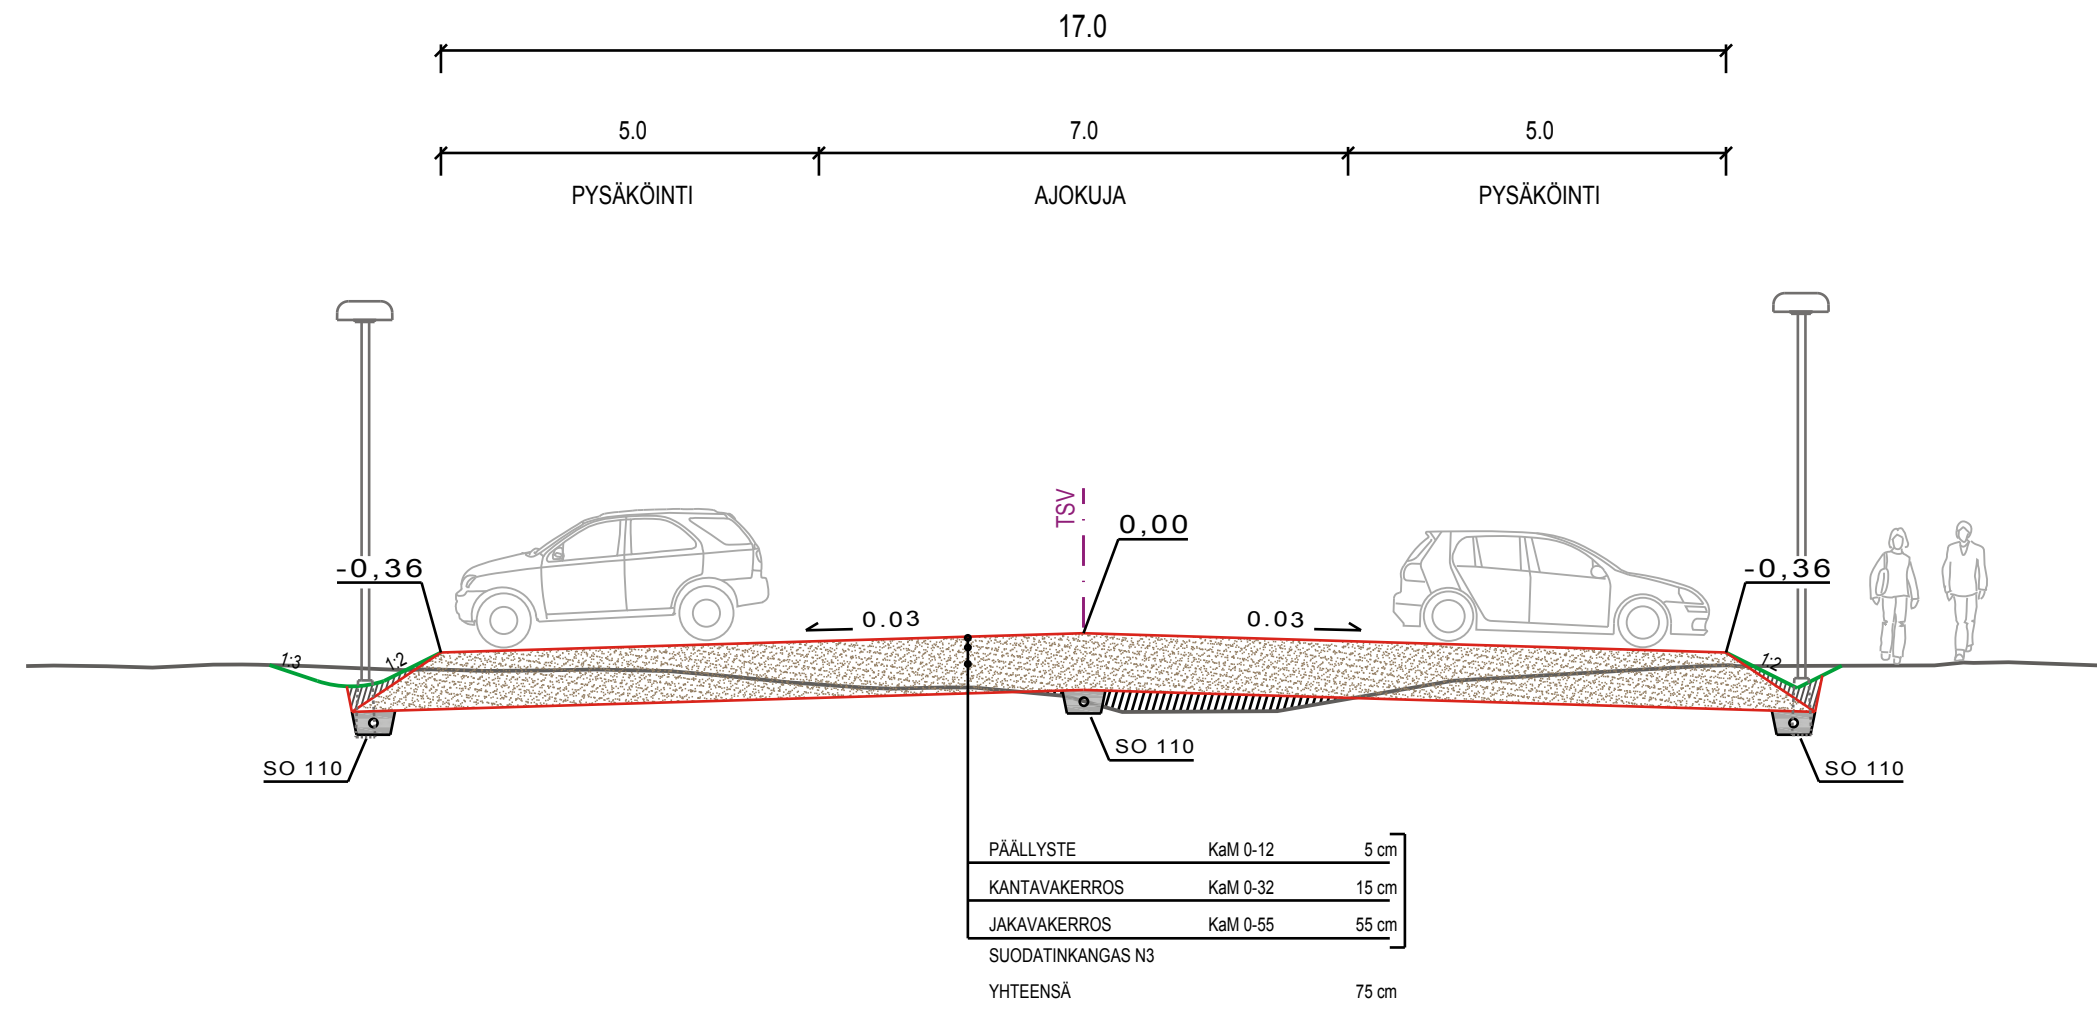 17.0
5.0 7.0 5.0
PYSÄKÖINTI AJOKUJA PYSÄKÖINTI
TSV
0,00
-0,36 -0,36
0.03 0.03
1:3 1:2 1:2
SO 110
SO 110 SO 110
PÄÄLLYSTE KaM 0-12 5 cm
KANTAVAKERROS KaM 0-32 15 cm
JAKAVAKERROS KaM 0-55 55 cm
SUODATINKANGAS N3
YHTEENSÄ 75 cm